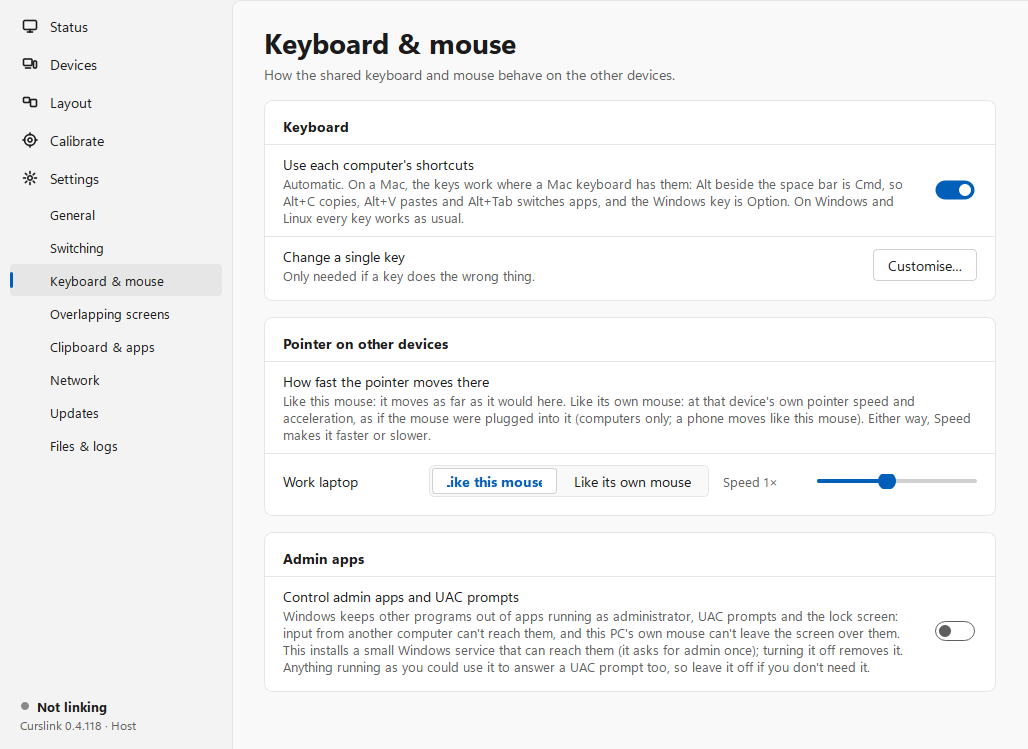 Status
Devices
Layout
Calibrate
Settings
General
Switching
Keyboard & mouse
Overlapping screens
Clipboard & apps
Network
Updates
Files & logs
Not linking
Curslink 0.4.118 · Host
Keyboard & mouse
How the shared keyboard and mouse behave on the other devices.
Keyboard
Use each computer's shortcuts
Automatic. On a Mac, the keys work where a Mac keyboard has them: Alt beside the space bar is Cmd, so
Alt+C copies, Alt+V pastes and Alt+Tab switches apps, and the Windows key is Option. On Windows and
Linux every key works as usual.
Change a single key
Only needed if a key does the wrong thing.
Customise...
Pointer on other devices
How fast the pointer moves there
Like this mouse: it moves as far as it would here. Like its own mouse: at that device's own pointer speed and
acceleration, as if the mouse were plugged into it (computers only; a phone moves like this mouse). Either way, Speed
makes it faster or slower.
Work laptop
Like this mouse
Like its own mouse
Speed 1×
Admin apps
Control admin apps and UAC prompts
Windows keeps other programs out of apps running as administrator, UAC prompts and the lock screen:
input from another computer can't reach them, and this PC's own mouse can't leave the screen over them.
This installs a small Windows service that can reach them (it asks for admin once); turning it off removes it.
Anything running as you could use it to answer a UAC prompt too, so leave it off if you don't need it.